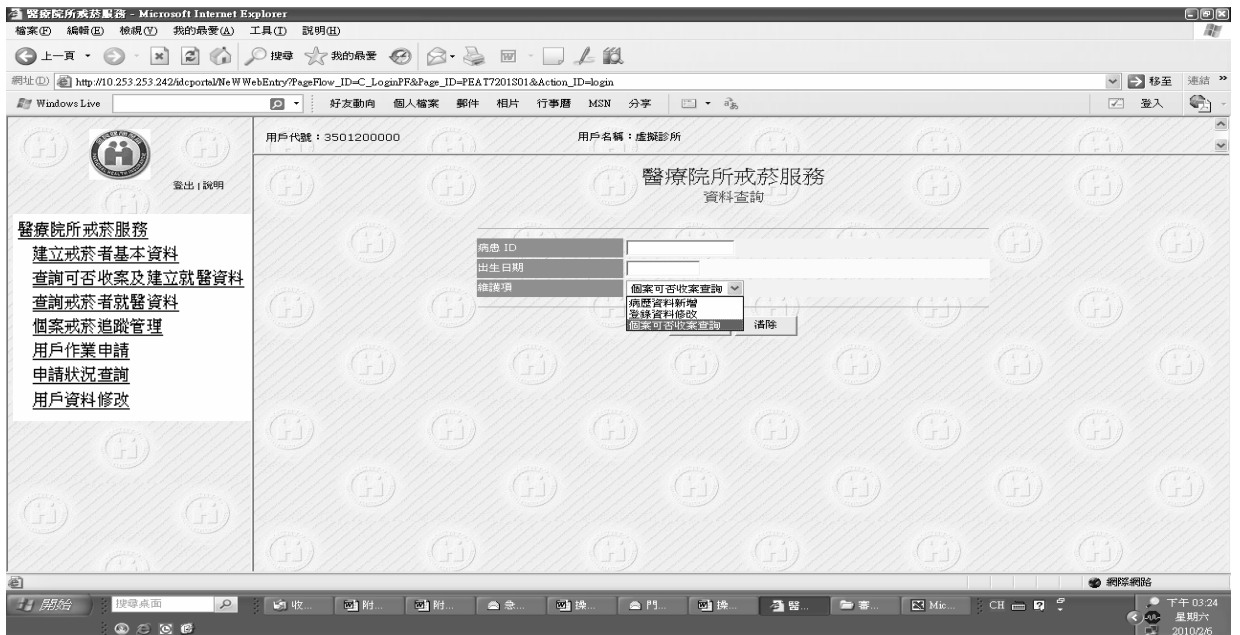 醫療院所戒菸服務 - Microsoft Internet Explorer
檔案(F) 編輯(E) 檢視(V) 我的最愛(A) 工具(T) 說明(H)
上一頁 搜尋 我的最愛
網址(D) http://10.253.253.242/idcportal/NeWWebEntry?PageFlow_ID=C_LoginPF&Page_ID=PEAT7201S01&Action_ID=login 移至 連結 »
Windows Live 好友動向 個人檔案 郵件 相片 行事曆 MSN 分享 登入
用戶代號：3501200000 用戶名稱：虛擬診所
登出 | 說明
醫療院所戒菸服務
資料查詢
醫療院所戒菸服務
建立戒菸者基本資料
查詢可否收案及建立就醫資料
查詢戒菸者就醫資料
個案戒菸追蹤管理
用戶作業申請
申請狀況查詢
用戶資料修改
病患 ID
出生日期
維護項 個案可否收案查詢
病歷資料新增
登錄資料修改
個案可否收案查詢
清除
網際網路
開始 搜尋桌面 收... 附... 附... 急... 操... 門... 操... 醫... 審... Mic... CH 下午 03:24
星期六
2010/2/6